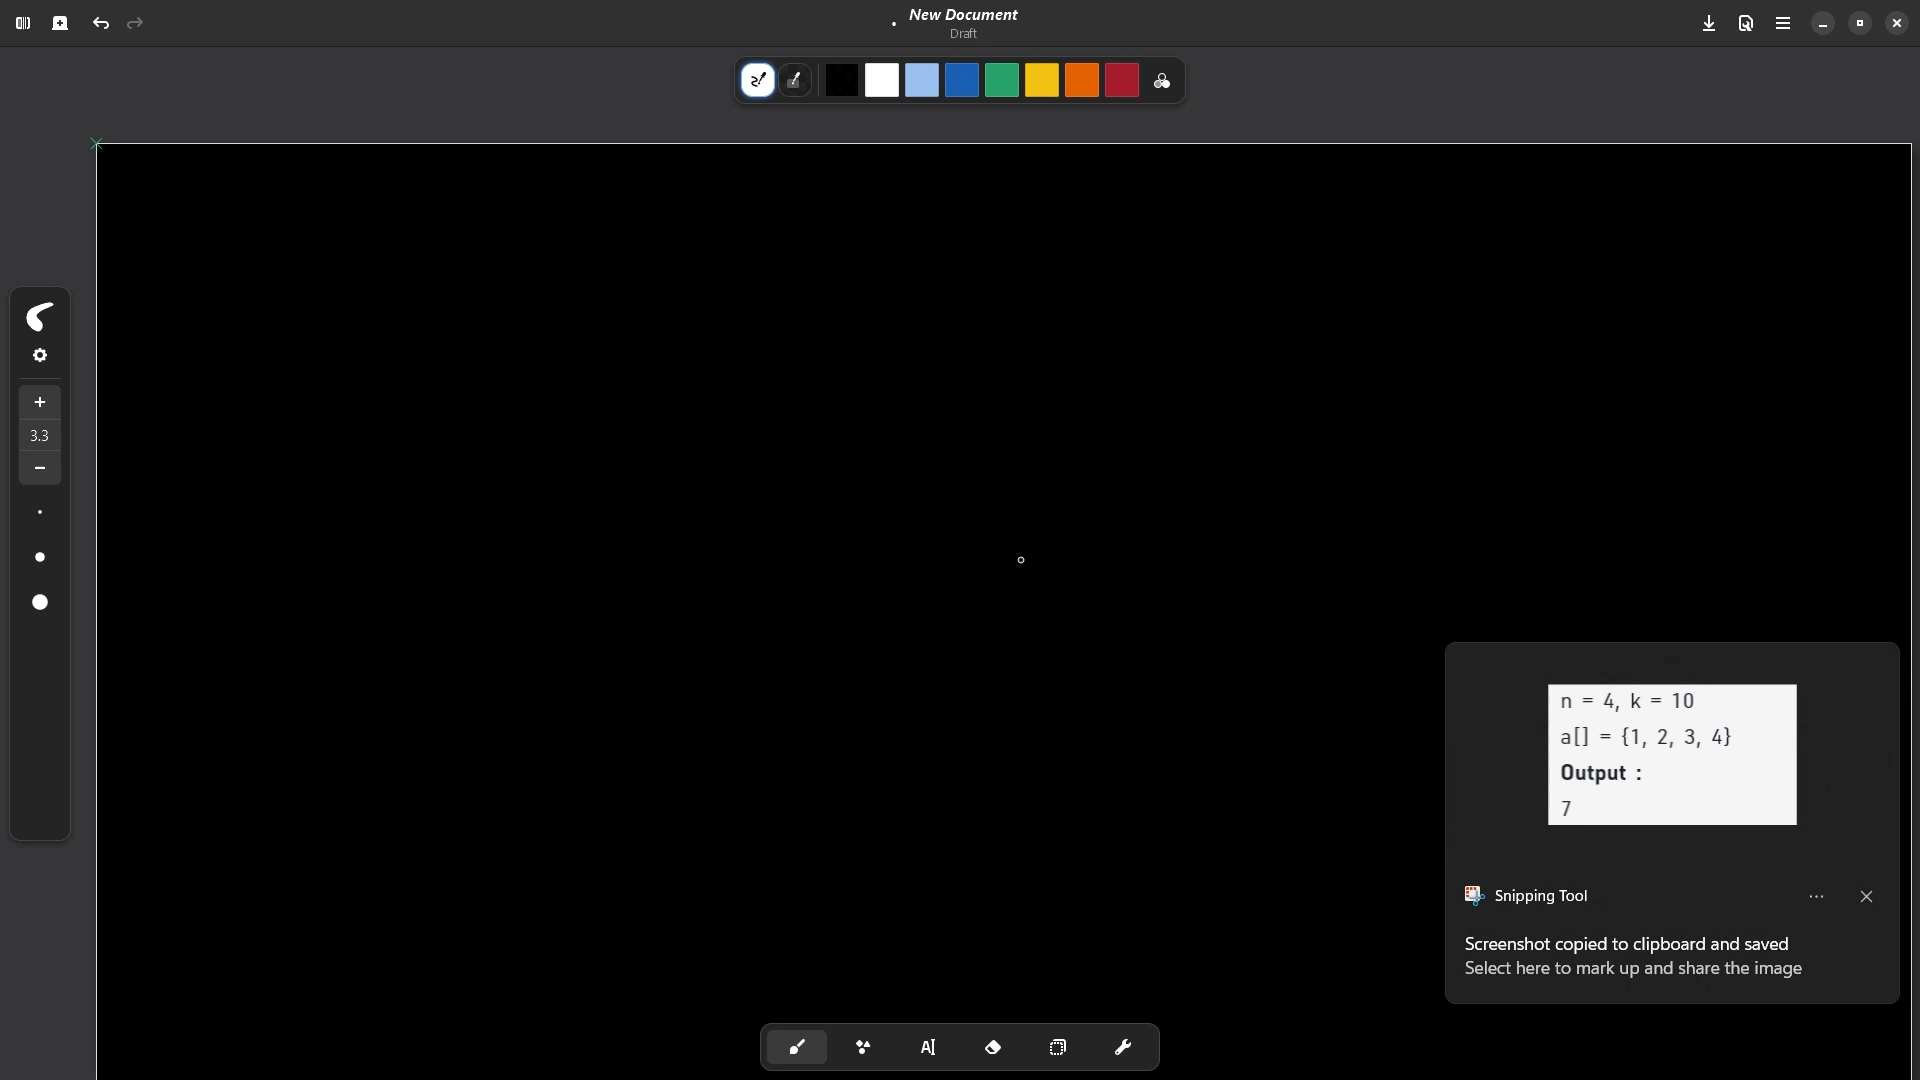 New Document
Draft
3.3
n = 4, k = 10
a[] = {1, 2, 3, 4}
Output :
7
Snipping Tool
Screenshot copied to clipboard and saved
Select here to mark up and share the image